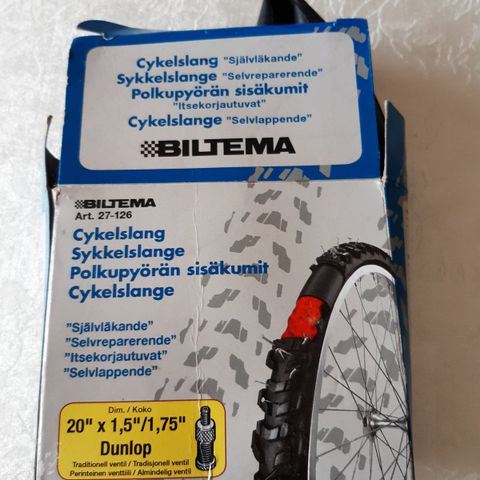 Cykelslang "Självläkande"
Sykkelslange "Selvreparerende"
Polkupyörän sisäkumit
"Itsekorjautuvat"
Cykelslange "Selvlappende"
BILTEMA
BILTEMA
Art. 27-126
Cykelslang
Sykkelslange
Polkupyörän sisäkumit
Cykelslange
"Självläkande"
"Selvreparerende"
"Itsekorjautuvat"
"Selvlappende"
Dim. / Koko
20" x 1,5"/1,75"
Dunlop
Traditionell ventil / Tradisjonell ventil
Perinteinen venttiili / Almindelig ventil